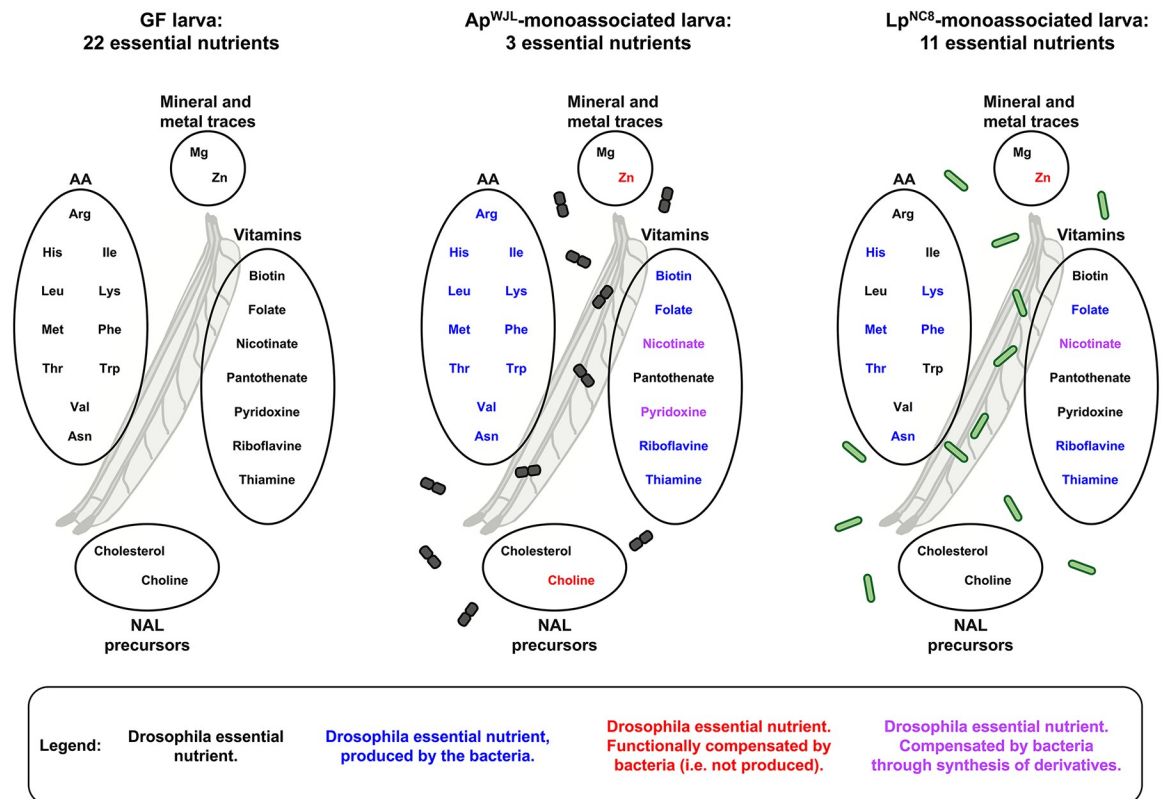 GF larva:
22 essential nutrients
Mineral and
metal traces
Mg
Zn
AA
Arg
His Ile
Leu Lys
Met Phe
Thr Trp
Val
Asn
Vitamins
Biotin
Folate
Nicotinate
Pantothenate
Pyridoxine
Riboflavine
Thiamine
Cholesterol
Choline
NAL
precursors
Ap^WJL-monoassociated larva:
3 essential nutrients
Mineral and
metal traces
Mg
Zn
AA
Arg
His Ile
Leu Lys
Met Phe
Thr Trp
Val
Asn
Vitamins
Biotin
Folate
Nicotinate
Pantothenate
Pyridoxine
Riboflavine
Thiamine
Cholesterol
Choline
NAL
precursors
Lp^NC8-monoassociated larva:
11 essential nutrients
Mineral and
metal traces
Mg
Zn
AA
Arg
His Ile
Leu Lys
Met Phe
Thr Trp
Val
Asn
Vitamins
Biotin
Folate
Nicotinate
Pantothenate
Pyridoxine
Riboflavine
Thiamine
Cholesterol
Choline
NAL
precursors
Legend:
Drosophila essential
nutrient.
Drosophila essential nutrient,
produced by the bacteria.
Drosophila essential nutrient.
Functionally compensated by
bacteria (i.e. not produced).
Drosophila essential nutrient.
Compensated by bacteria
through synthesis of derivatives.